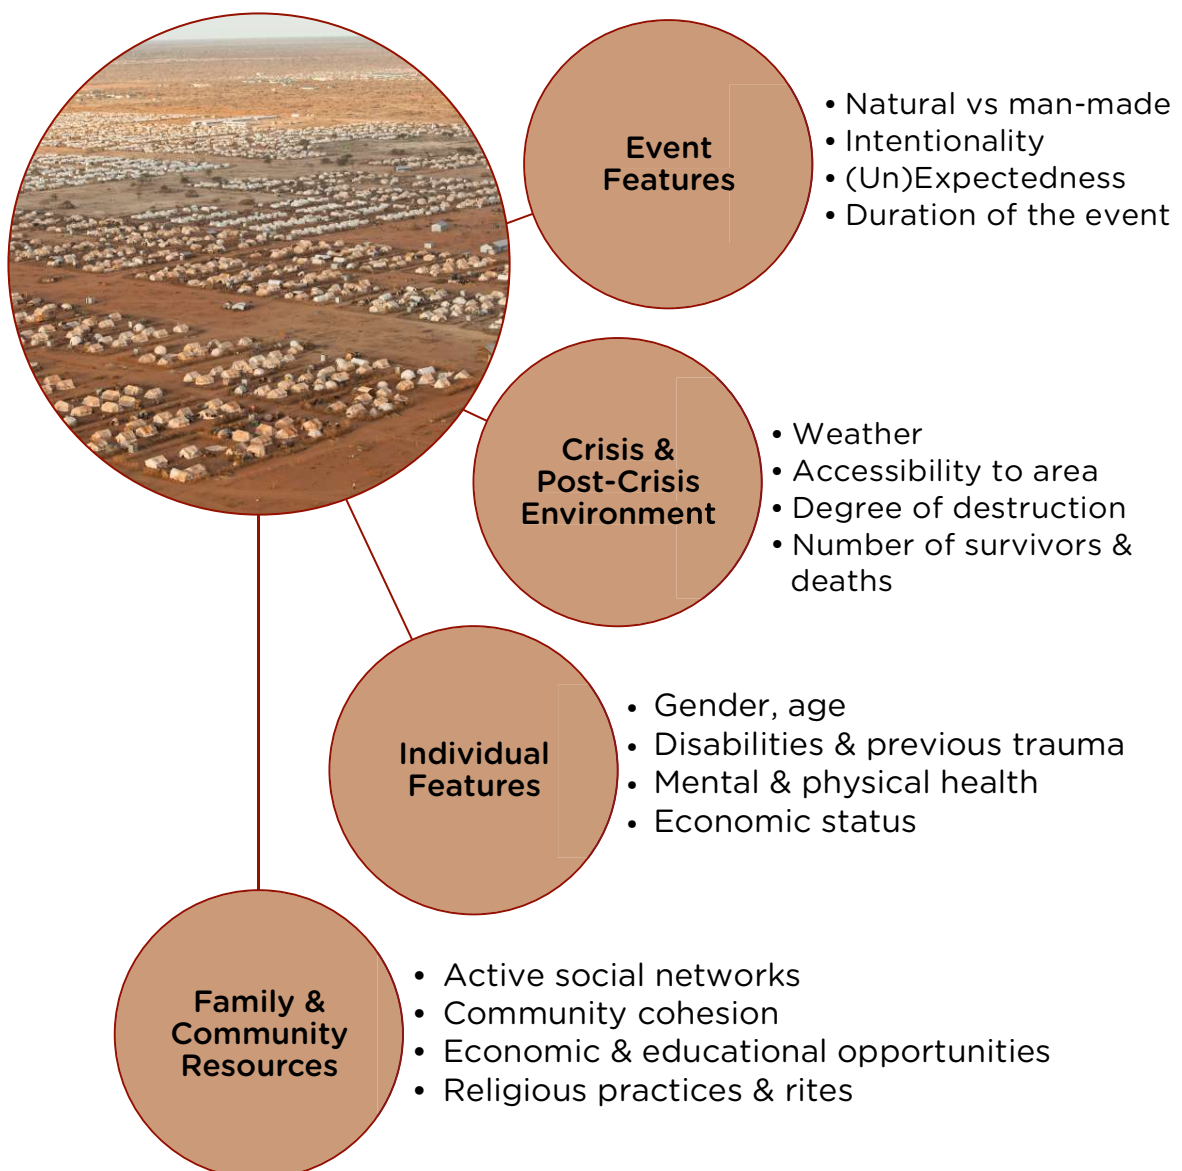 Event
Features
• Natural vs man-made
• Intentionality
• (Un)Expectedness
• Duration of the event
Crisis &
Post-Crisis
Environment
• Weather
• Accessibility to area
• Degree of destruction
• Number of survivors &
deaths
Individual
Features
• Gender, age
• Disabilities & previous trauma
• Mental & physical health
• Economic status
Family &
Community
Resources
• Active social networks
• Community cohesion
• Economic & educational opportunities
• Religious practices & rites